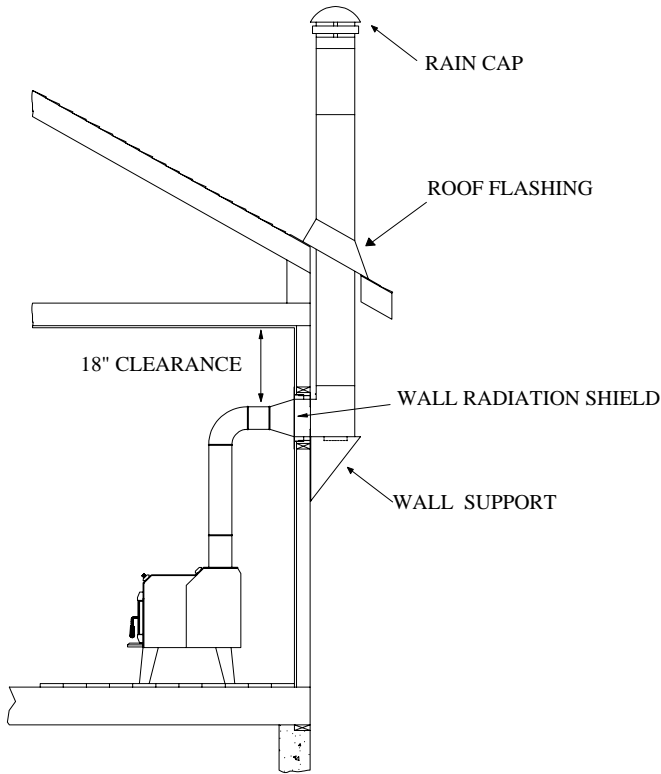 RAIN CAP
ROOF FLASHING
18" CLEARANCE
WALL RADIATION SHIELD
WALL SUPPORT